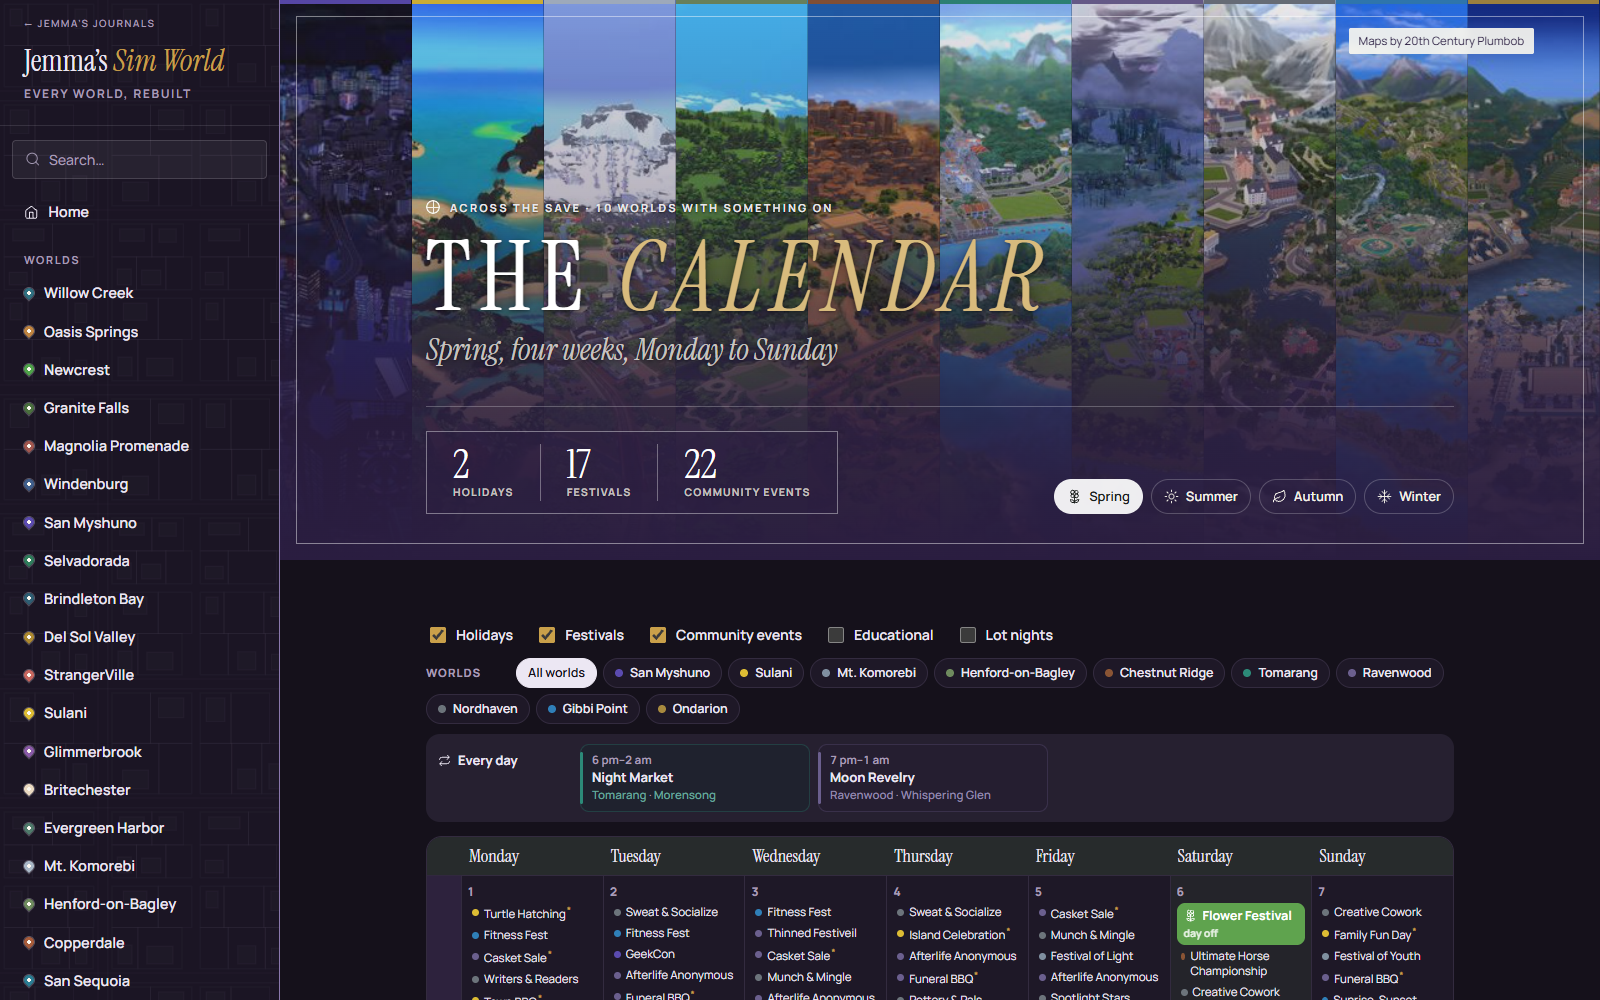 ← JEMMA'S JOURNALS
Jemma's Sim World
EVERY WORLD, REBUILT
Search...
Home
WORLDS
Willow Creek
Oasis Springs
Newcrest
Granite Falls
Magnolia Promenade
Windenburg
San Myshuno
Selvadorada
Brindleton Bay
Del Sol Valley
StrangerVille
Sulani
Glimmerbrook
Britechester
Evergreen Harbor
Mt. Komorebi
Henford-on-Bagley
Copperdale
San Sequoia
Maps by 20th Century Plumbob
ACROSS THE SAVE · 10 WORLDS WITH SOMETHING ON
THE CALENDAR
Spring, four weeks, Monday to Sunday
2 17 22
HOLIDAYS FESTIVALS COMMUNITY EVENTS
Spring Summer Autumn Winter
Holidays Festivals Community events Educational Lot nights
WORLDS All worlds San Myshuno Sulani Mt. Komorebi Henford-on-Bagley Chestnut Ridge Tomarang Ravenwood
Nordhaven Gibbi Point Ondarion
Every day
6 pm–2 am
Night Market
Tomarang · Morensong
7 pm–1 am
Moon Revelry
Ravenwood · Whispering Glen
Monday Tuesday Wednesday Thursday Friday Saturday Sunday
1
Turtle Hatching*
Fitness Fest
Casket Sale*
Writers & Readers
Town BBQ*
2
Sweat & Socialize
Fitness Fest
GeekCon
Afterlife Anonymous
Funeral BBQ*
3
Fitness Fest
Thinned Festiveil
Casket Sale*
Munch & Mingle
Afterlife Anonymous
4
Sweat & Socialize
Island Celebration*
Afterlife Anonymous
Funeral BBQ*
Pottery & Pals
5
Casket Sale*
Munch & Mingle
Festival of Light
Afterlife Anonymous
Spotlight Stars
6
Flower Festival
day off
Ultimate Horse
Championship
Creative Cowork
7
Creative Cowork
Family Fun Day*
Festival of Youth
Funeral BBQ*